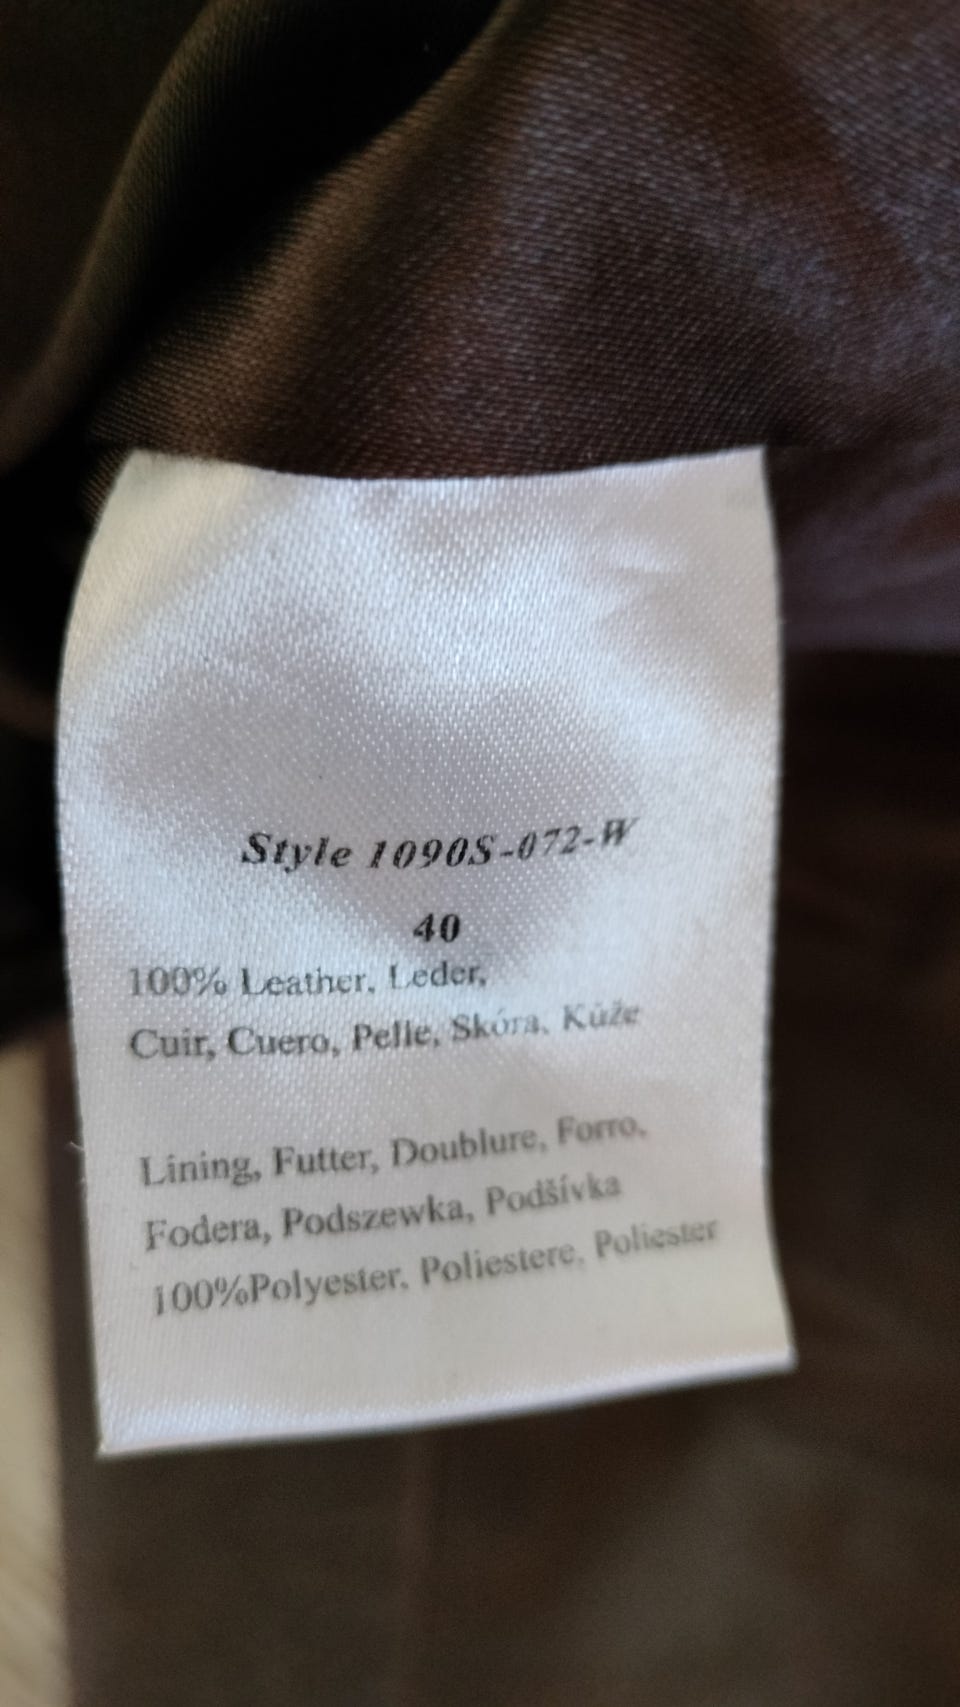 Style 1090S-072-W
40
100% Leather, Leder,
Cuir, Cuero, Pelle, Skóra, Kůže
Lining, Futter, Doublure, Forro,
Fodera, Podszewka, Podšívka
100%Polyester, Poliestere, Poliester